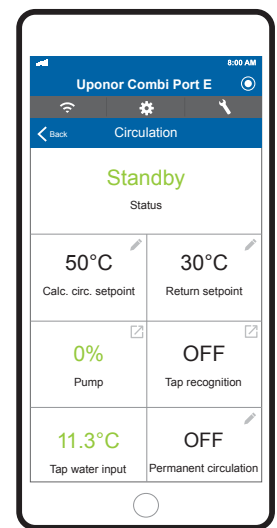 8:00 AM
Uponor Combi Port E
Back Circulation
Standby
Status
50°C 30°C
Calc. circ. setpoint Return setpoint
0% OFF
Pump Tap recognition
11.3°C OFF
Tap water input Permanent circulation